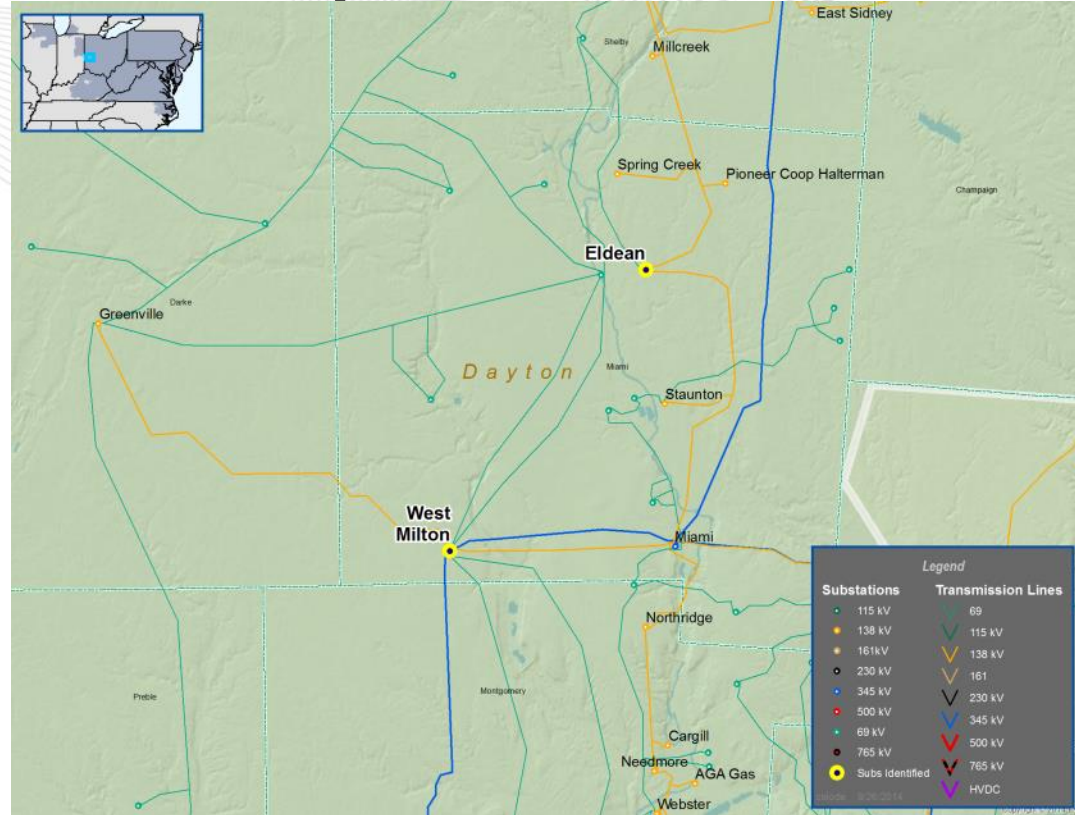 East Sidney
Shelby
Millcreek
Spring Creek
Pioneer Coop Halterman
Champaign
Eldean
Darke
Greenville
Dayton
Miami
Staunton
West
Milton
Miami
Northridge
Preble
Montgomery
Cargill
Needmore
AGA Gas
Webster
Legend
Substations
115 kV
138 kV
161kV
230 kV
345 kV
500 kV
69 kV
765 kV
Subs Identified
Transmission Lines
69
115 kV
138 kV
161
230 kV
345 kV
500 kV
765 kV
HVDC
9/26/2014